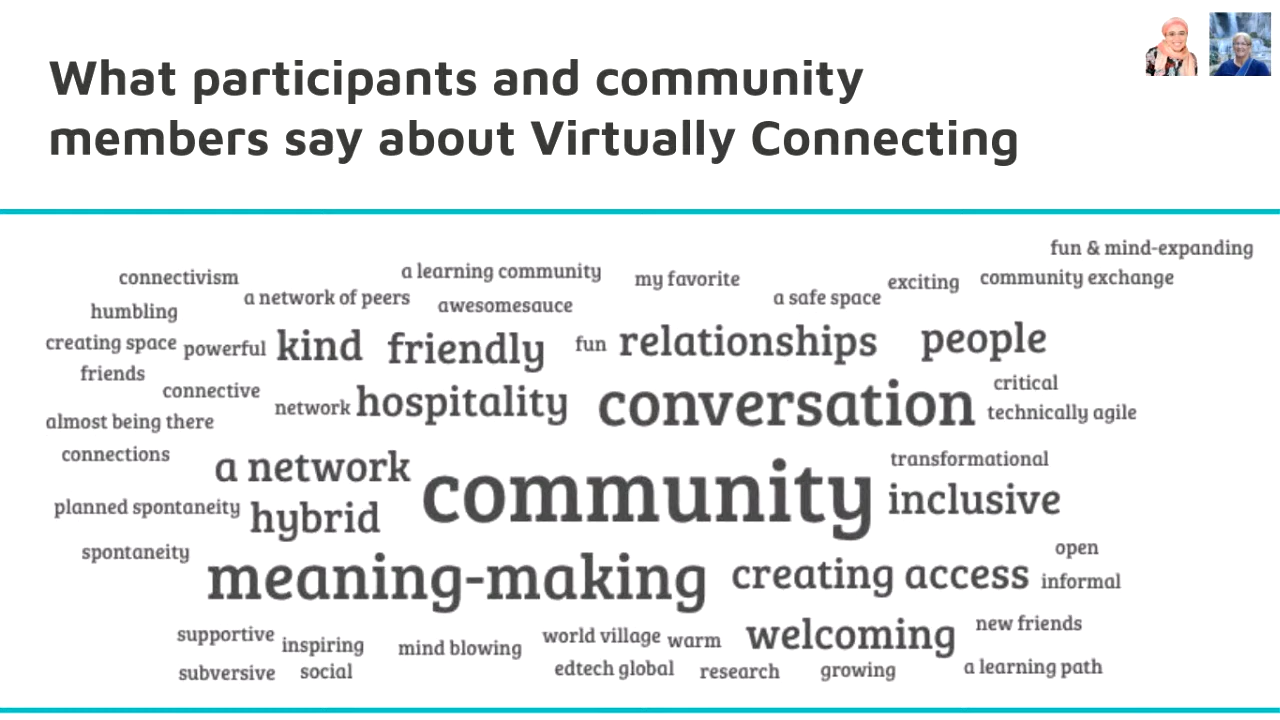 What participants and community
members say about Virtually Connecting
fun & mind-expanding
connectivism
a learning community
my favorite
exciting
community exchange
humbling
a network of peers
awesomesauce
a safe space
creating space
powerful
kind
friendly
fun
relationships
people
friends
connective
network
hospitality
conversation
critical
technically agile
almost being there
connections
a network
community
transformational
inclusive
planned spontaneity
hybrid
spontaneity
meaning-making
creating access
open
informal
supportive
inspiring
mind blowing
world village
warm
welcoming
new friends
subversive
social
edtech global
research
growing
a learning path